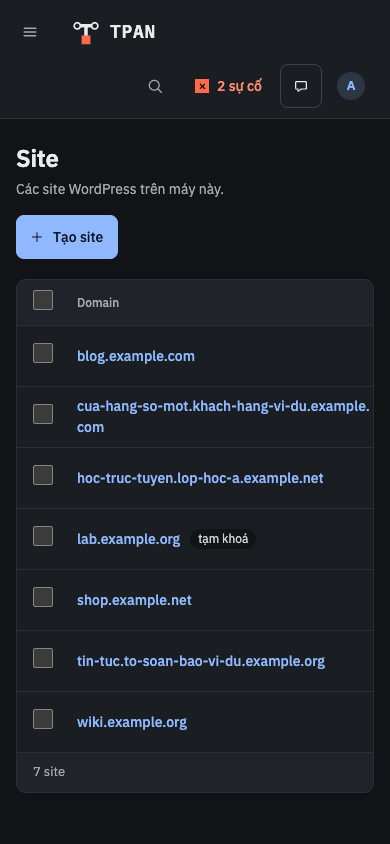 TPAN
2 sự cố
A
Site
Các site WordPress trên máy này.
Tạo site
Domain
blog.example.com
cua-hang-so-mot.khach-hang-vi-du.example.
com
hoc-truc-tuyen.lop-hoc-a.example.net
lab.example.org tạm khoá
shop.example.net
tin-tuc.to-soan-bao-vi-du.example.org
wiki.example.org
7 site